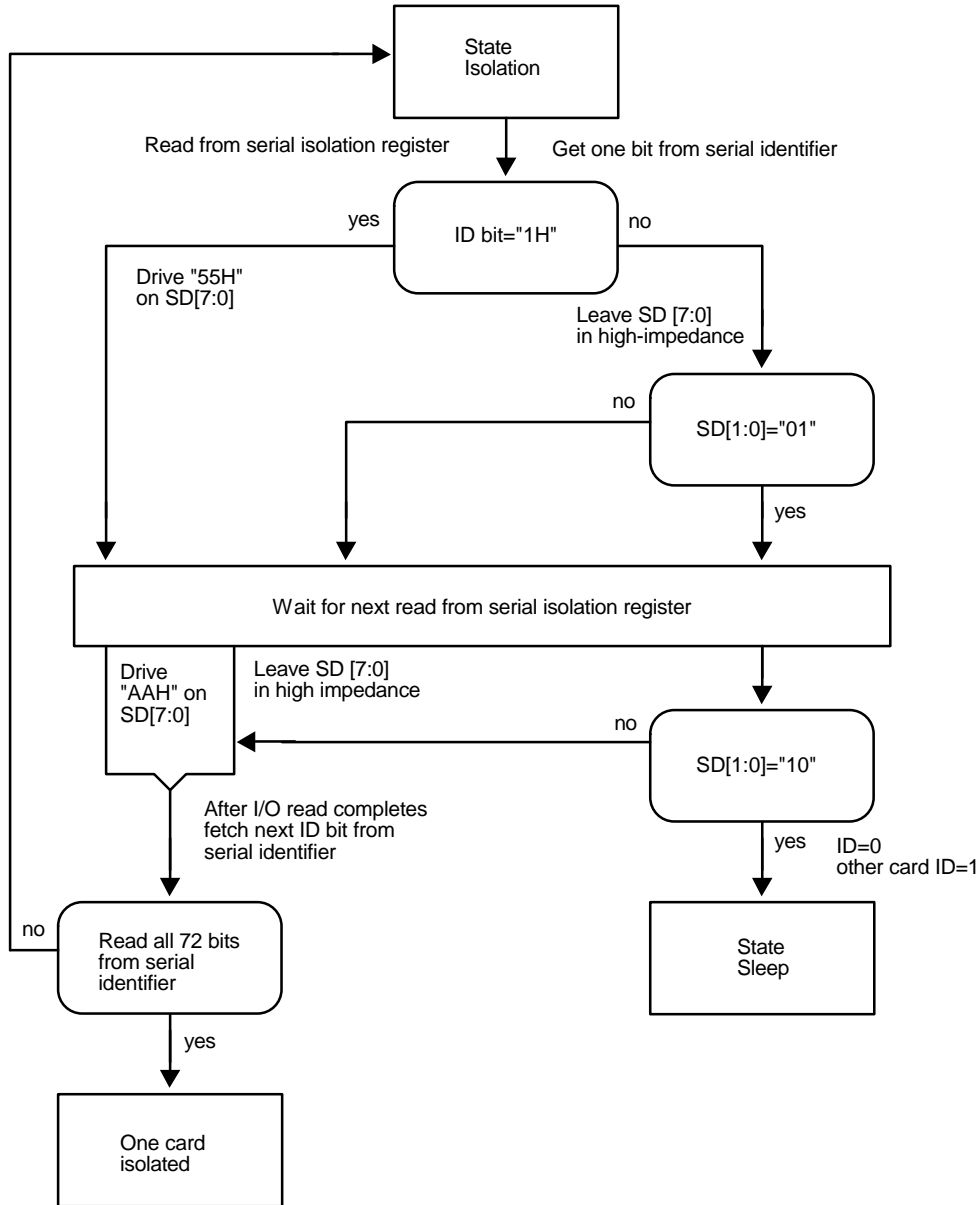 State
Isolation
Read from serial isolation register
Get one bit from serial identifier
yes
ID bit="1H"
no
Drive "55H"
on SD[7:0]
Leave SD [7:0]
in high-impedance
no
SD[1:0]="01"
yes
Wait for next read from serial isolation register
Drive
"AAH" on
SD[7:0]
Leave SD [7:0]
in high impedance
no
SD[1:0]="10"
After I/O read completes
fetch next ID bit from
serial identifier
yes
ID=0
other card ID=1
no
Read all 72 bits
from serial
identifier
State
Sleep
yes
One card
isolated